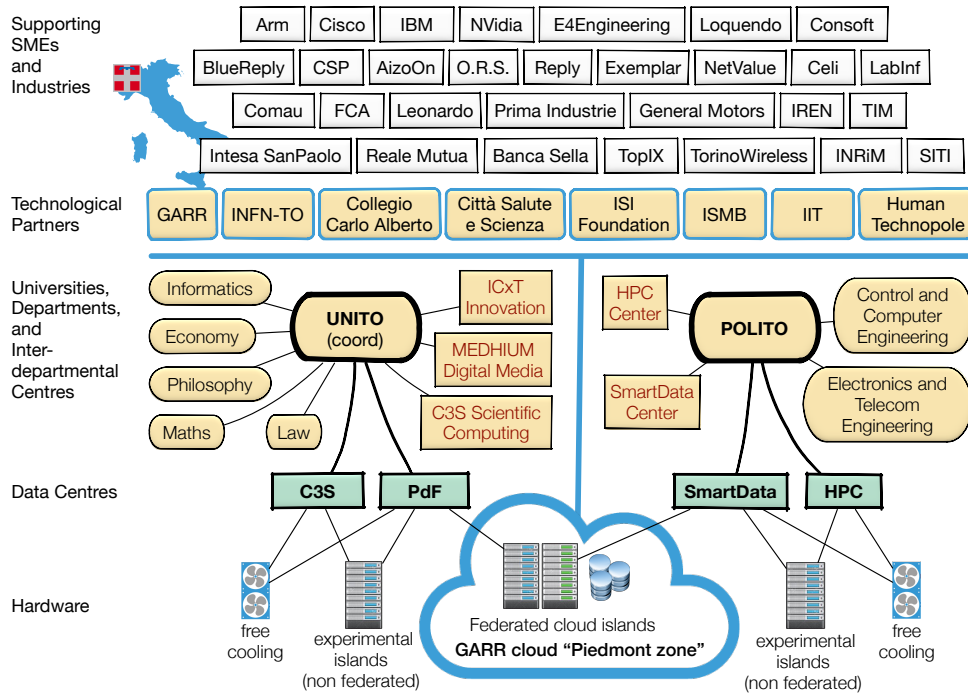 Supporting
SMEs
and
Industries
Arm
Cisco
IBM
NVidia
E4Engineering
Loquendo
Consoft
BlueReply
CSP
AizoOn
O.R.S.
Reply
Exemplar
NetValue
Celi
LabInf
Comau
FCA
Leonardo
Prima Industrie
General Motors
IREN
TIM
Intesa SanPaolo
Reale Mutua
Banca Sella
TopIX
TorinoWireless
INRiM
SITI
Technological
Partners
GARR
INFN-TO
Collegio
Carlo Alberto
Città Salute
e Scienza
ISI
Foundation
ISMB
IIT
Human
Technopole
Universities,
Departments,
and
Inter-
departmental
Centres
Informatics
Economy
Philosophy
Maths
Law
UNITO
(coord)
ICxT
Innovation
MEDHIUM
Digital Media
C3S Scientific
Computing
HPC
Center
SmartData
Center
POLITO
Control and
Computer
Engineering
Electronics and
Telecom
Engineering
Data Centres
C3S
PdF
SmartData
HPC
Hardware
free
cooling
experimental
islands
(non federated)
Federated cloud islands
GARR cloud “Piedmont zone”
experimental
islands
(non federated)
free
cooling